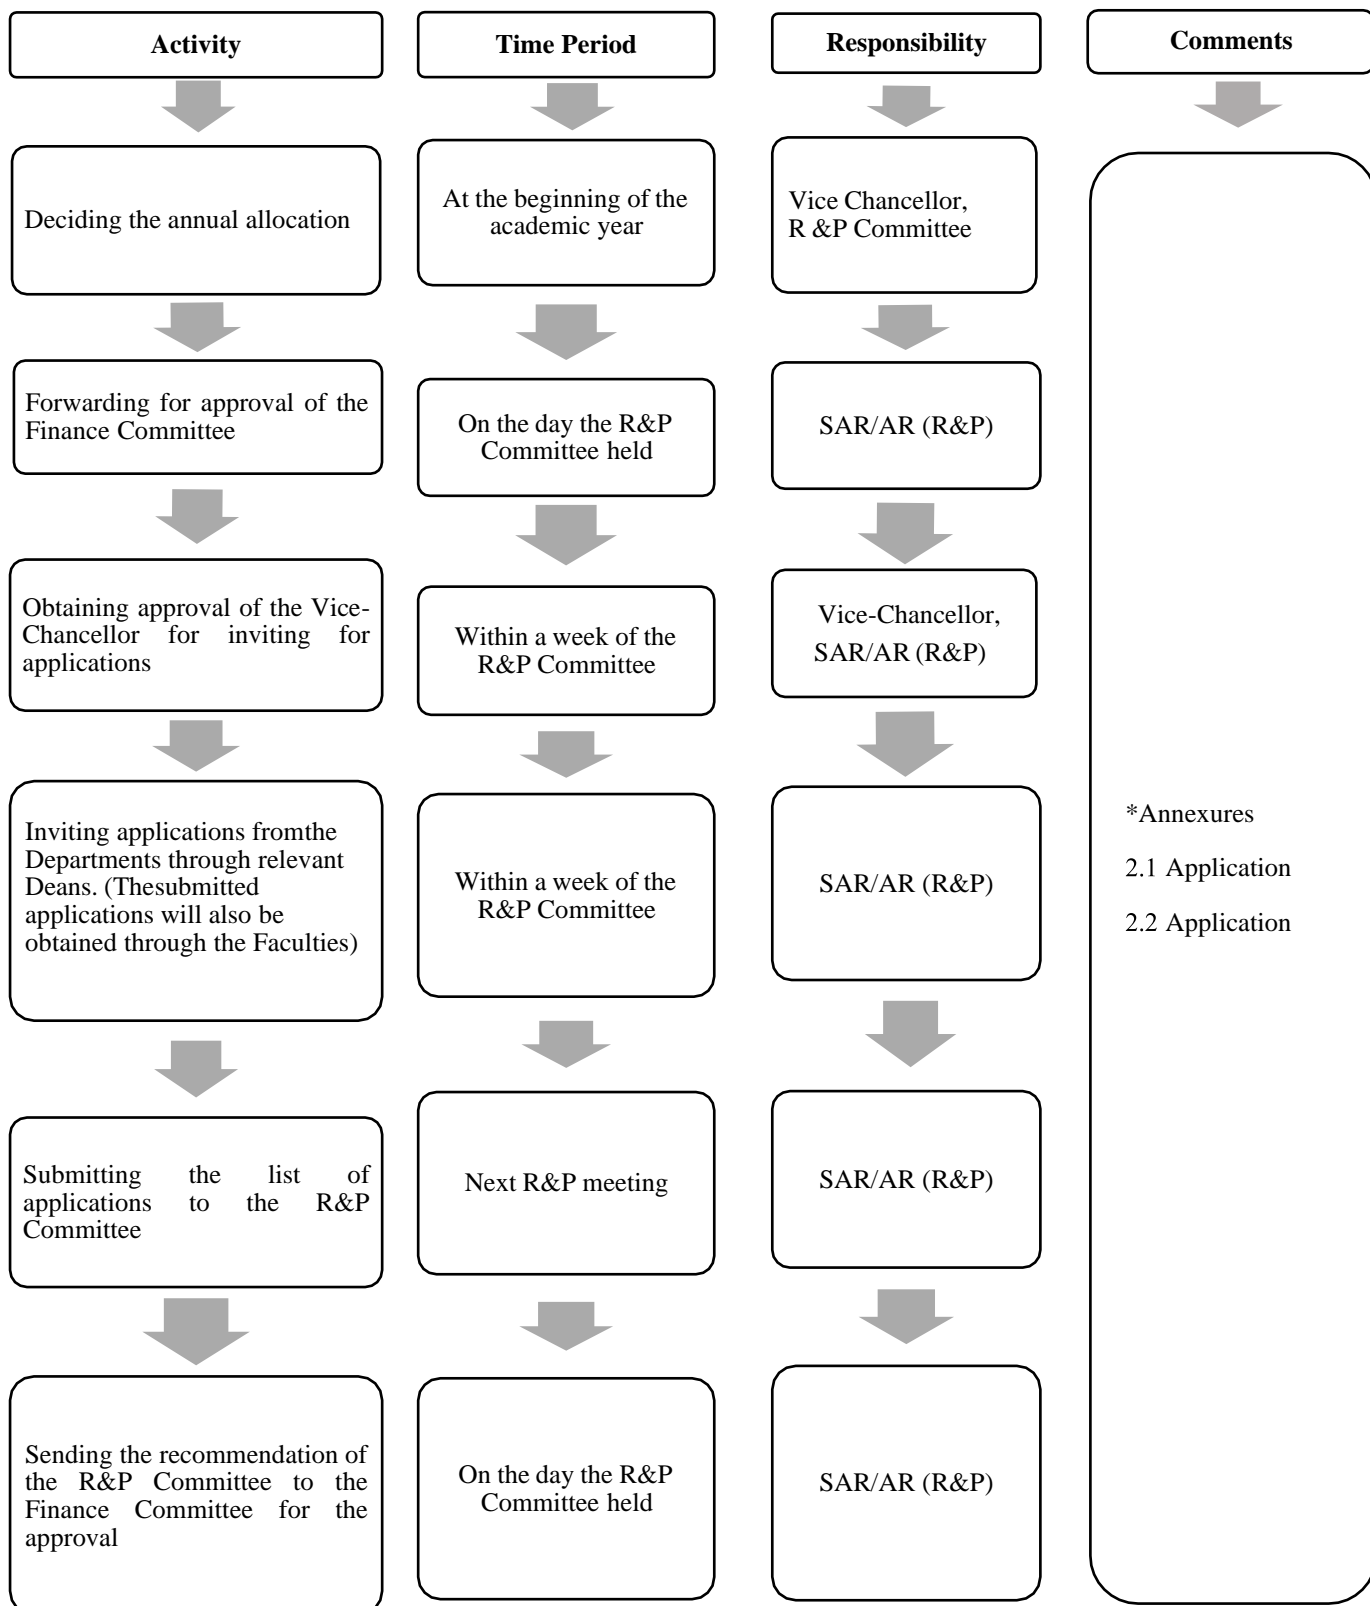 Activity
Time Period
Responsibility
Comments
Deciding the annual allocation
At the beginning of the
academic year
Vice Chancellor,
R &P Committee
Forwarding for approval of the
Finance Committee
On the day the R&P
Committee held
SAR/AR (R&P)
Obtaining approval of the Vice-
Chancellor for inviting for
applications
Within a week of the
R&P Committee
Vice-Chancellor,
SAR/AR (R&P)
Inviting applications fromthe
Departments through relevant
Deans. (Thesubmitted
applications will also be
obtained through the Faculties)
Within a week of the
R&P Committee
SAR/AR (R&P)
*Annexures
2.1 Application
2.2 Application
Submitting the list of
applications to the R&P
Committee
Next R&P meeting
SAR/AR (R&P)
Sending the recommendation of
the R&P Committee to the
Finance Committee for the
approval
On the day the R&P
Committee held
SAR/AR (R&P)